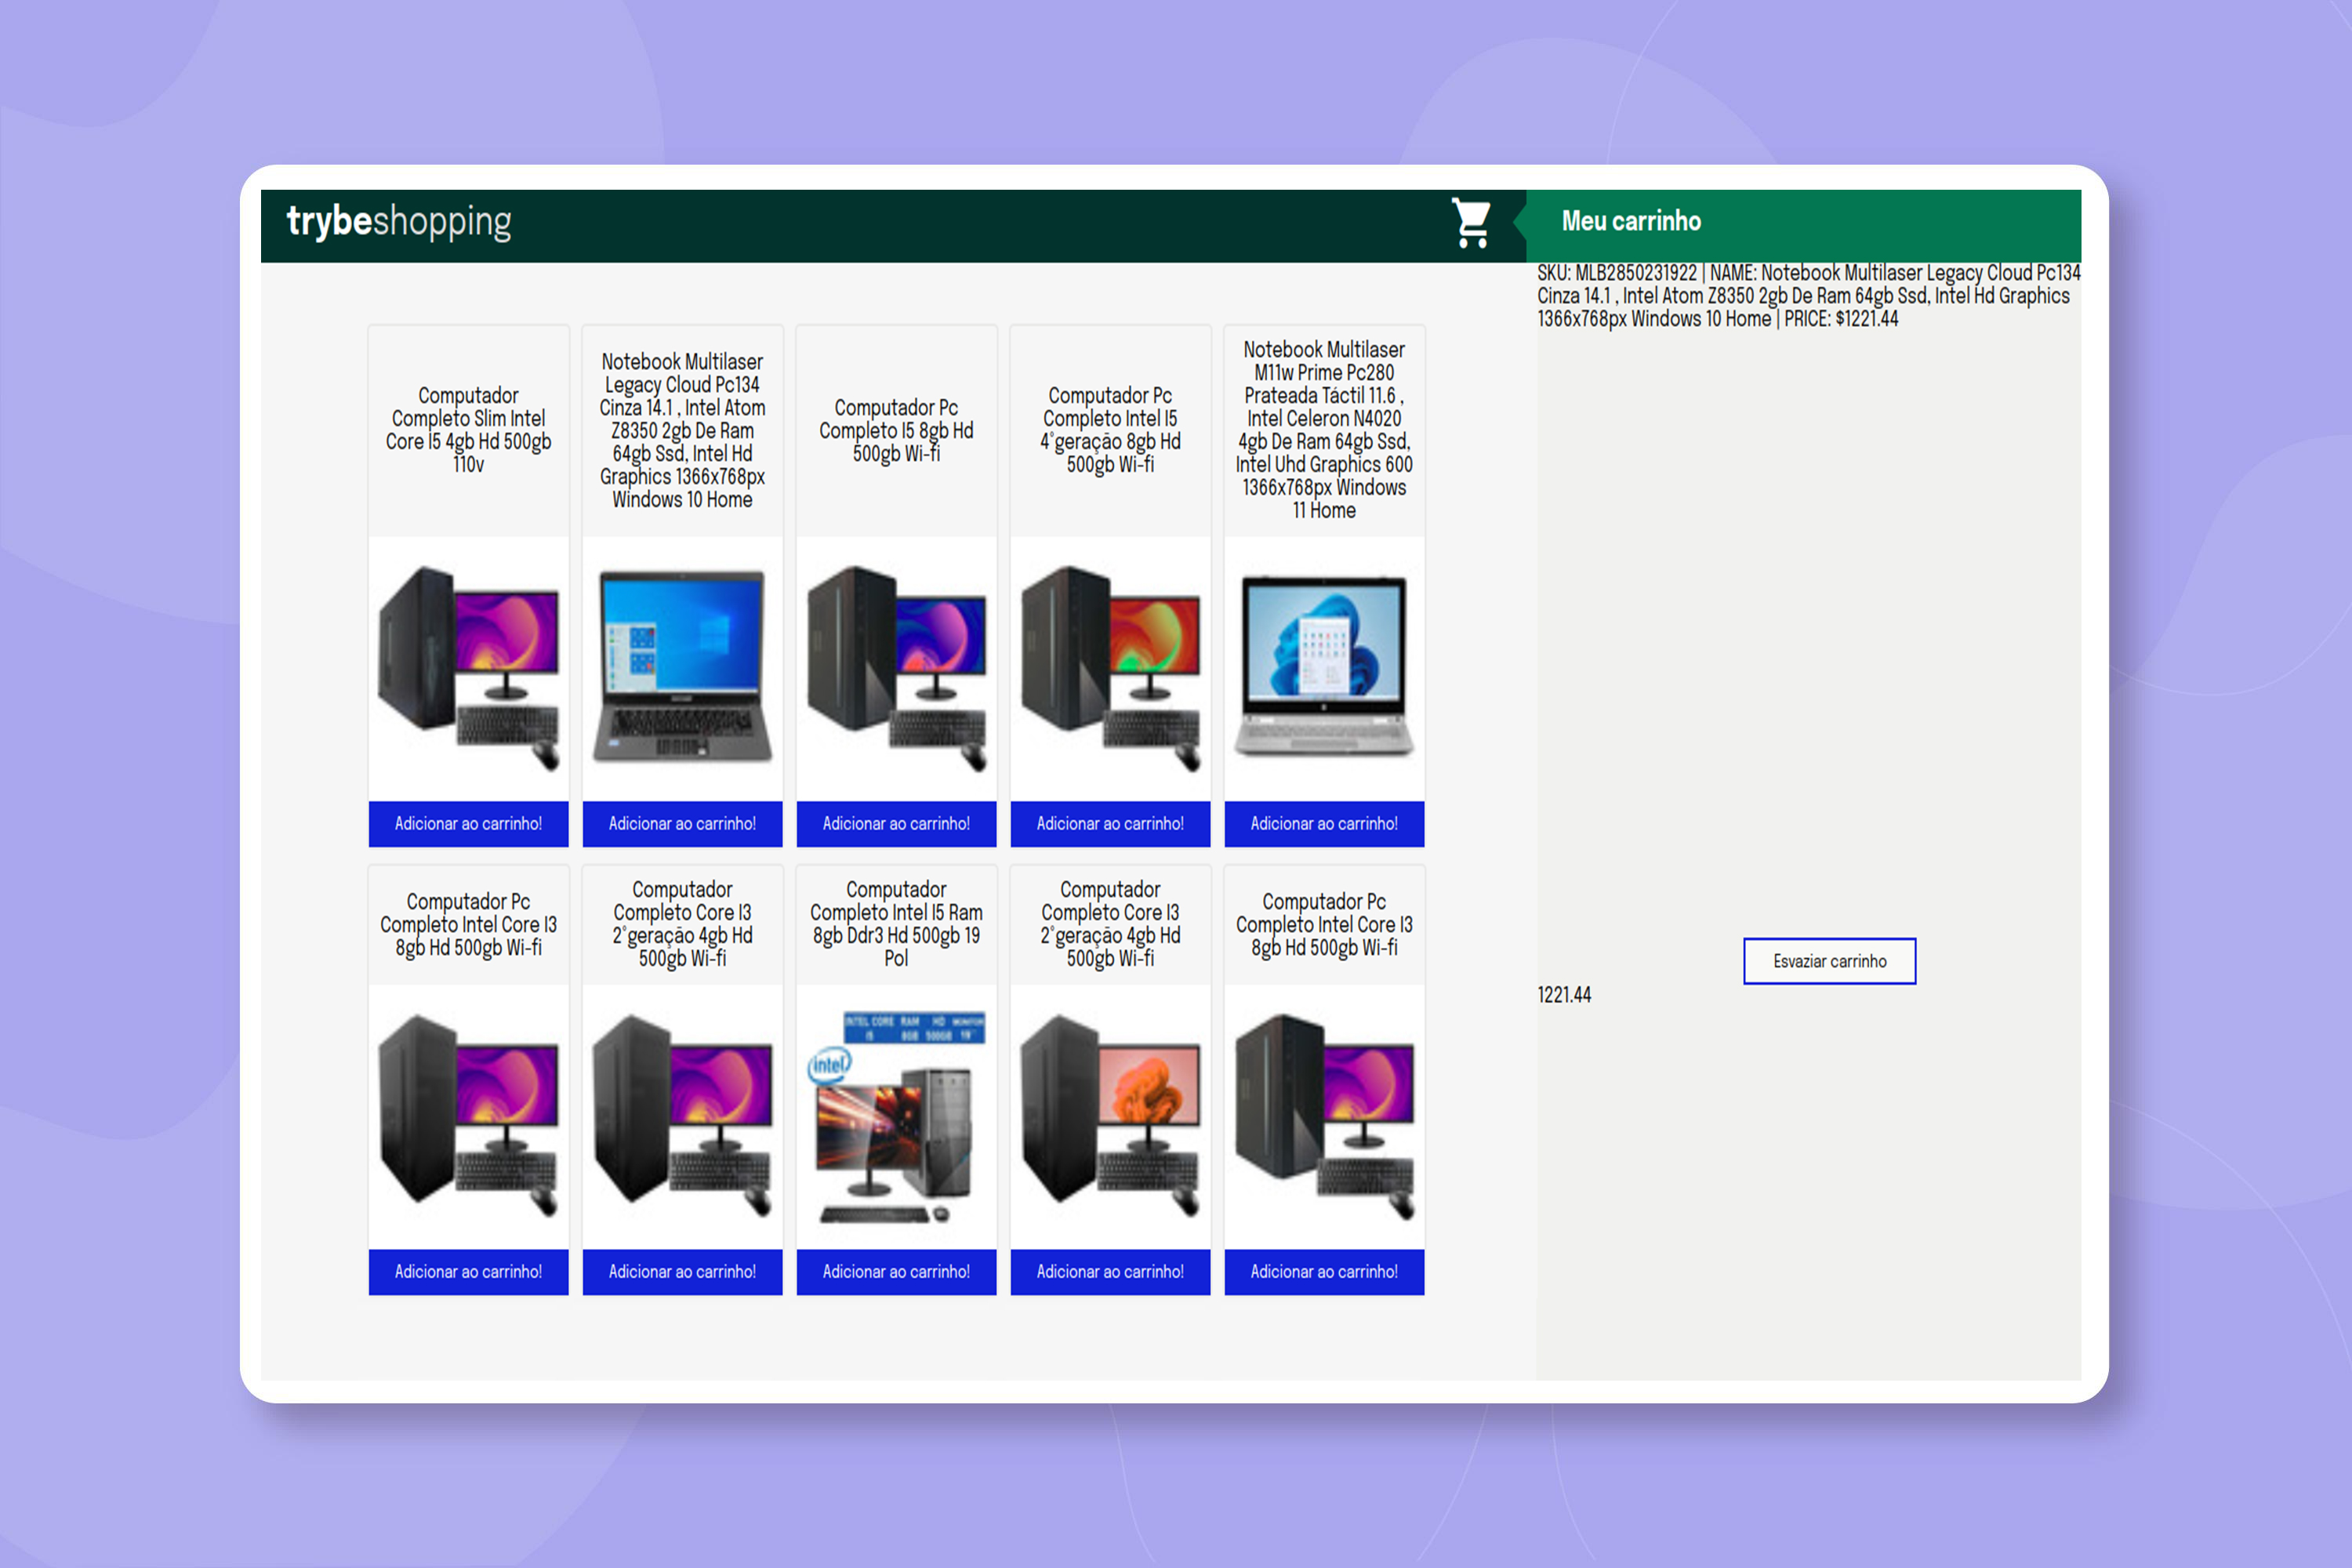 trybeshopping
Meu carrinho
SKU: MLB2850231922 | NAME: Notebook Multilaser Legacy Cloud Pc134
Cinza 14.1 , Intel Atom Z8350 2gb De Ram 64gb Ssd, Intel Hd Graphics
1366x768px Windows 10 Home | PRICE: $1221.44
Computador
Completo Slim Intel
Core I5 4gb Hd 500gb
110v
Adicionar ao carrinho!
Notebook Multilaser
Legacy Cloud Pc134
Cinza 14.1 , Intel Atom
Z8350 2gb De Ram
64gb Ssd, Intel Hd
Graphics 1366x768px
Windows 10 Home
Adicionar ao carrinho!
Computador Pc
Completo I5 8gb Hd
500gb Wi-fi
Adicionar ao carrinho!
Computador Pc
Completo Intel I5
4°geração 8gb Hd
500gb Wi-fi
Adicionar ao carrinho!
Notebook Multilaser
M11w Prime Pc280
Prateada Táctil 11.6 ,
Intel Celeron N4020
4gb De Ram 64gb Ssd,
Intel Uhd Graphics 600
1366x768px Windows
11 Home
Adicionar ao carrinho!
Computador Pc
Completo Intel Core I3
8gb Hd 500gb Wi-fi
Adicionar ao carrinho!
Computador
Completo Core I3
2°geração 4gb Hd
500gb Wi-fi
Adicionar ao carrinho!
Computador
Completo Intel I5 Ram
8gb Ddr3 Hd 500gb 19
Pol
INTEL CORE RAM HD MONITOR
I5 8GB 500GB 19"
intel
Adicionar ao carrinho!
Computador
Completo Core I3
2°geração 4gb Hd
500gb Wi-fi
Adicionar ao carrinho!
Computador Pc
Completo Intel Core I3
8gb Hd 500gb Wi-fi
Adicionar ao carrinho!
Esvaziar carrinho
1221.44